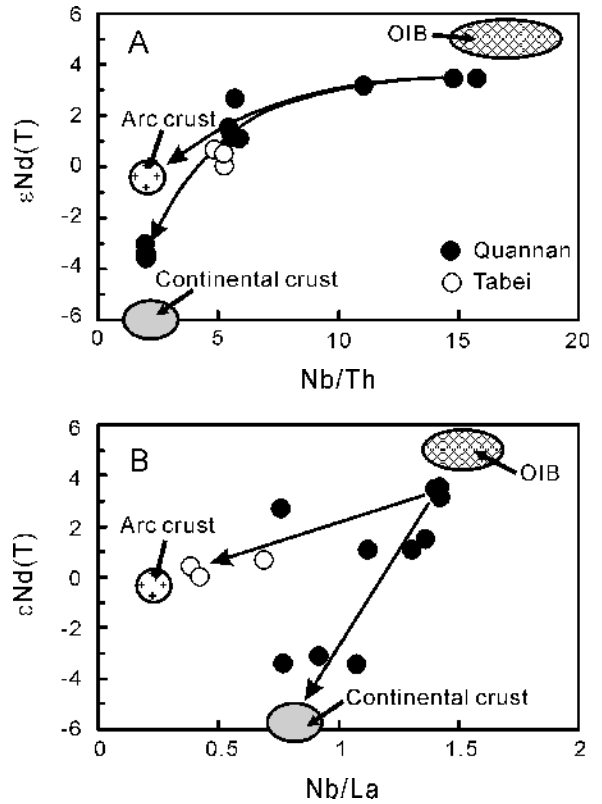 6
A
OIB
4
2
Arc crust
εNd(T)
0
-2
Quannan
-4
Continental crust
Tabei
-6
0
5
10
15
20
Nb/Th
6
B
4
OIB
2
Arc crust
εNd(T)
0
-2
-4
Continental crust
-6
0
0.5
1
1.5
2
Nb/La